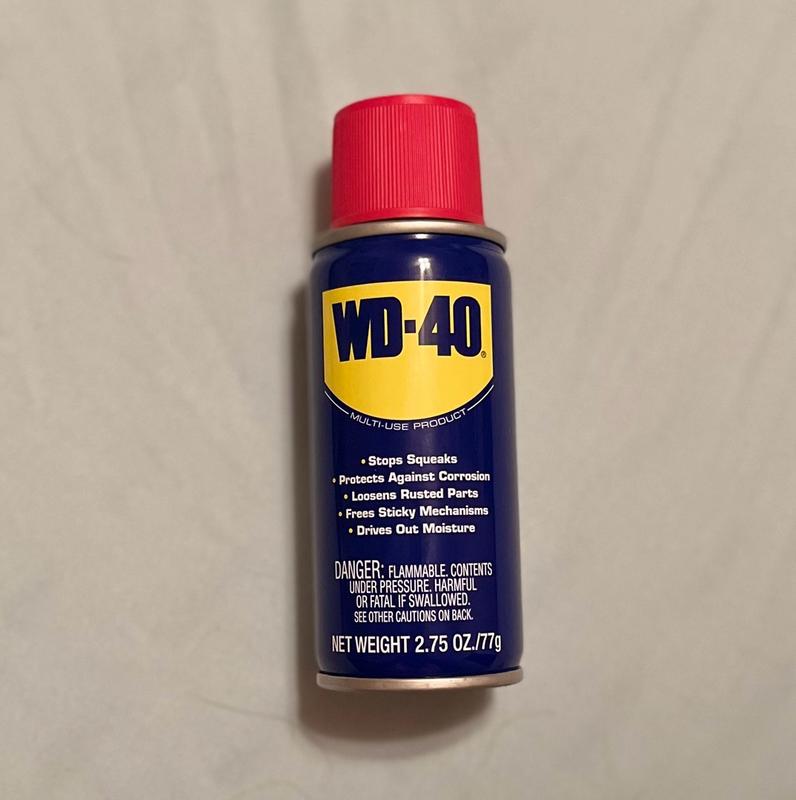 WD-40®
MULTI-USE PRODUCT
• Stops Squeaks
• Protects Against Corrosion
• Loosens Rusted Parts
• Frees Sticky Mechanisms
• Drives Out Moisture
DANGER: FLAMMABLE. CONTENTS
UNDER PRESSURE. HARMFUL
OR FATAL IF SWALLOWED.
SEE OTHER CAUTIONS ON BACK.
NET WEIGHT 2.75 OZ./77g